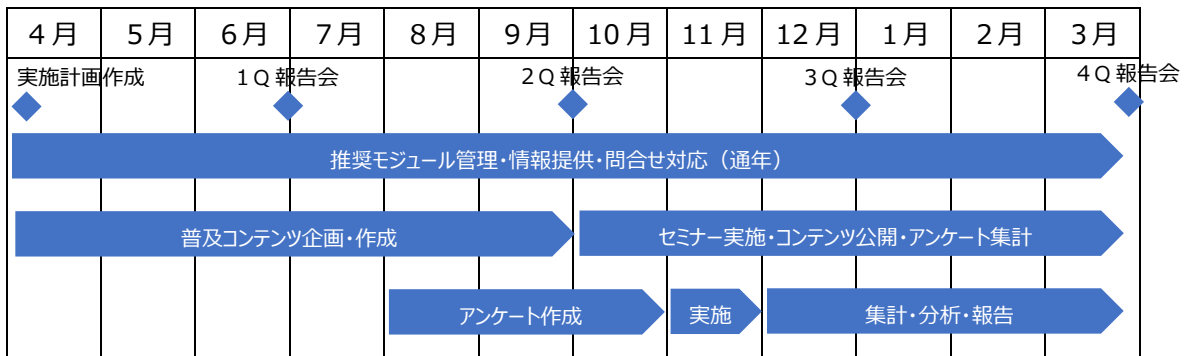 4月 5月 6月 7月 8月 9月 10月 11月 12月 1月 2月 3月
実施計画作成 1Q報告会 2Q報告会 3Q報告会 4Q報告会
推奨モジュール管理・情報提供・問合せ対応（通年）
普及コンテンツ企画・作成 セミナー実施・コンテンツ公開・アンケート集計
アンケート作成 実施 集計・分析・報告